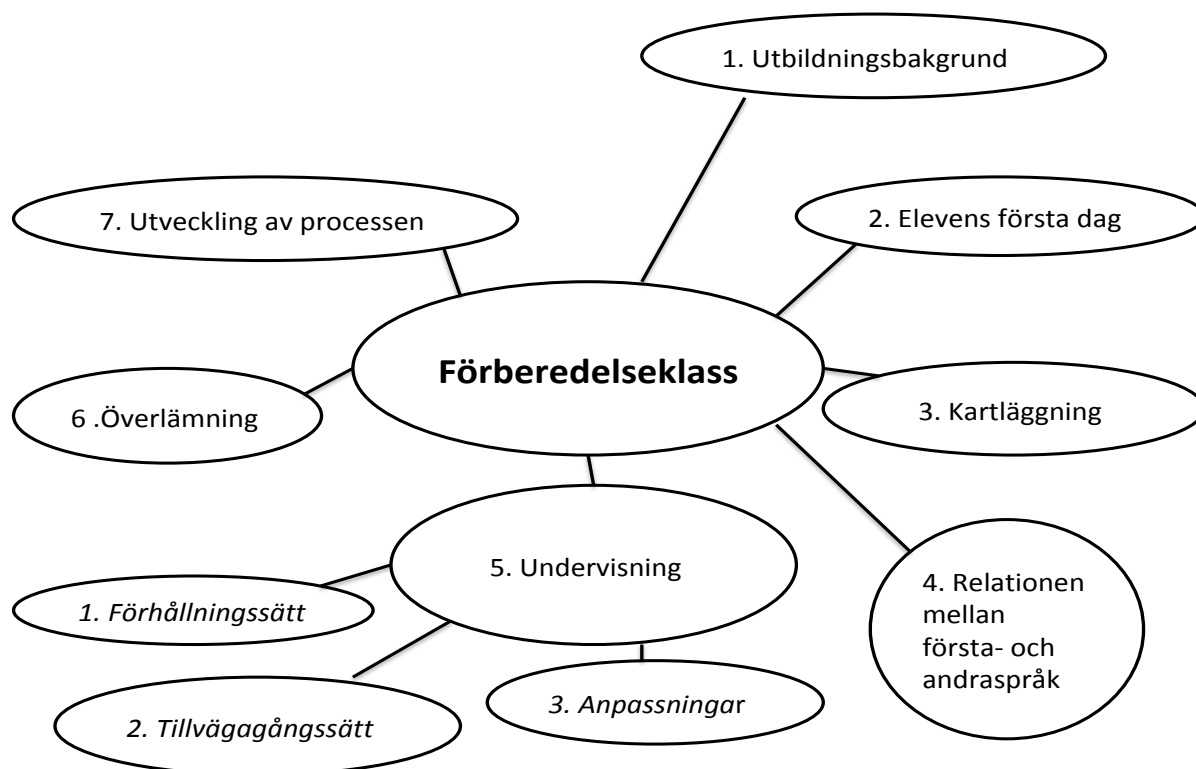 1. Utbildningsbakgrund
7. Utveckling av processen
2. Elevens första dag
Förberedelseklass
6 .Överlämning
3. Kartläggning
5. Undervisning
4. Relationen
mellan
första- och
andraspråk
1. Förhållningssätt
2. Tillvägagångssätt
3. Anpassningar